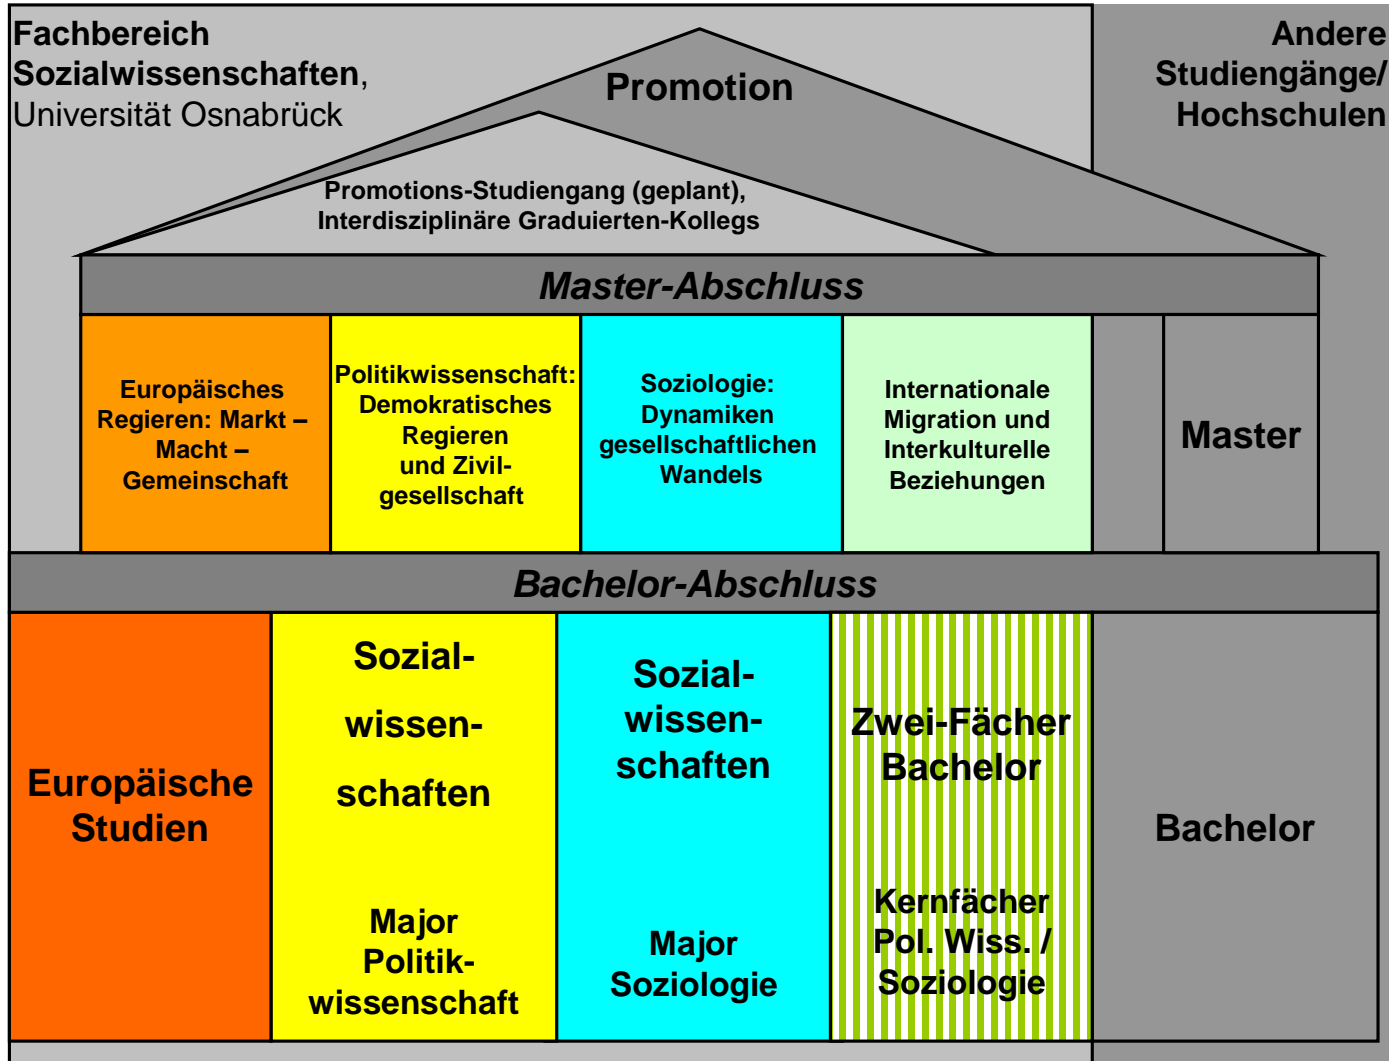 Fachbereich
Sozialwissenschaften,
Universität Osnabrück
Andere
Studiengänge/
Hochschulen
Promotion
Promotions-Studiengang (geplant),
Interdisziplinäre Graduierten-Kollegs
Master-Abschluss
Europäisches
Regieren: Markt –
Macht –
Gemeinschaft
Politikwissenschaft:
Demokratisches
Regieren
und Zivil-
gesellschaft
Soziologie:
Dynamiken
gesellschaftlichen
Wandels
Internationale
Migration und
Interkulturelle
Beziehungen
Master
Bachelor-Abschluss
Europäische
Studien
Sozial-
wissen-
schaften
Major
Politik-
wissenschaft
Sozial-
wissen-
schaften
Major
Soziologie
Zwei-Fächer
Bachelor
Kernfächer
Pol. Wiss. /
Soziologie
Bachelor